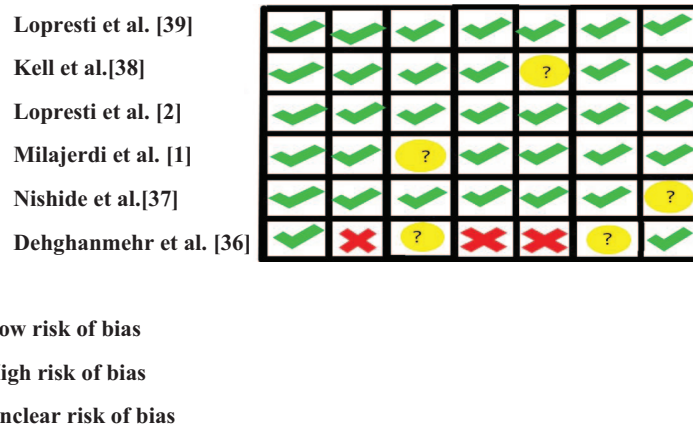 Lopresti et al. [39]
Kell et al.[38]
?
Lopresti et al. [2]
Milajerdi et al. [1]
?
Nishide et al.[37]
?
Dehghanmehr et al. [36]
? ?
ow risk of bias
igh risk of bias
nclear risk of bias